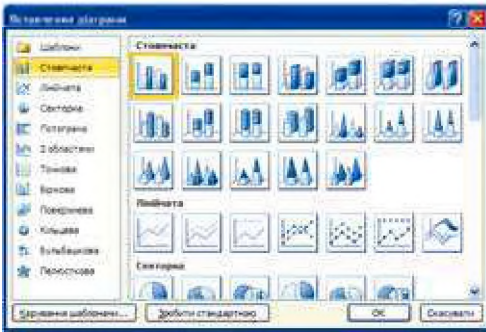 Вставлення діаграми
Шаблони
Стовпчаста
Лінійчата
Секторна
Гістограма
З областями
Точкова
Біржова
Поверхнева
Кільцева
Бульбашкова
Пелюсткова
Стовпчаста
Лінійчата
Секторна
Керування шаблонами...
Зробити стандартною
ОК
Скасувати